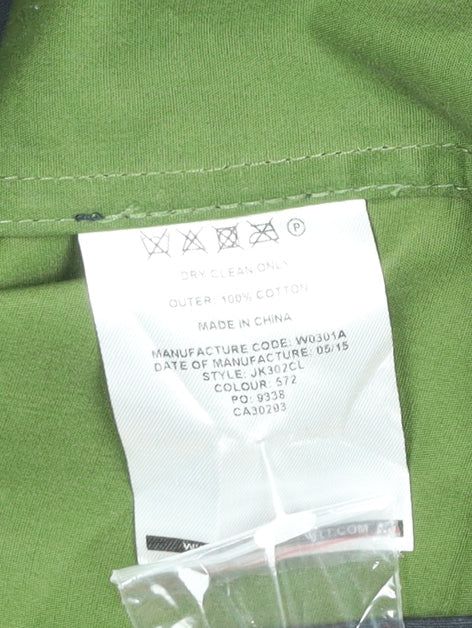 P
DRY CLEAN ONLY
OUTER: 100% COTTON
MADE IN CHINA
MANUFACTURE CODE: W0301A
DATE OF MANUFACTURE: 05/15
STYLE: JK302CL
COLOUR: 572
PO: 9338
CA30203